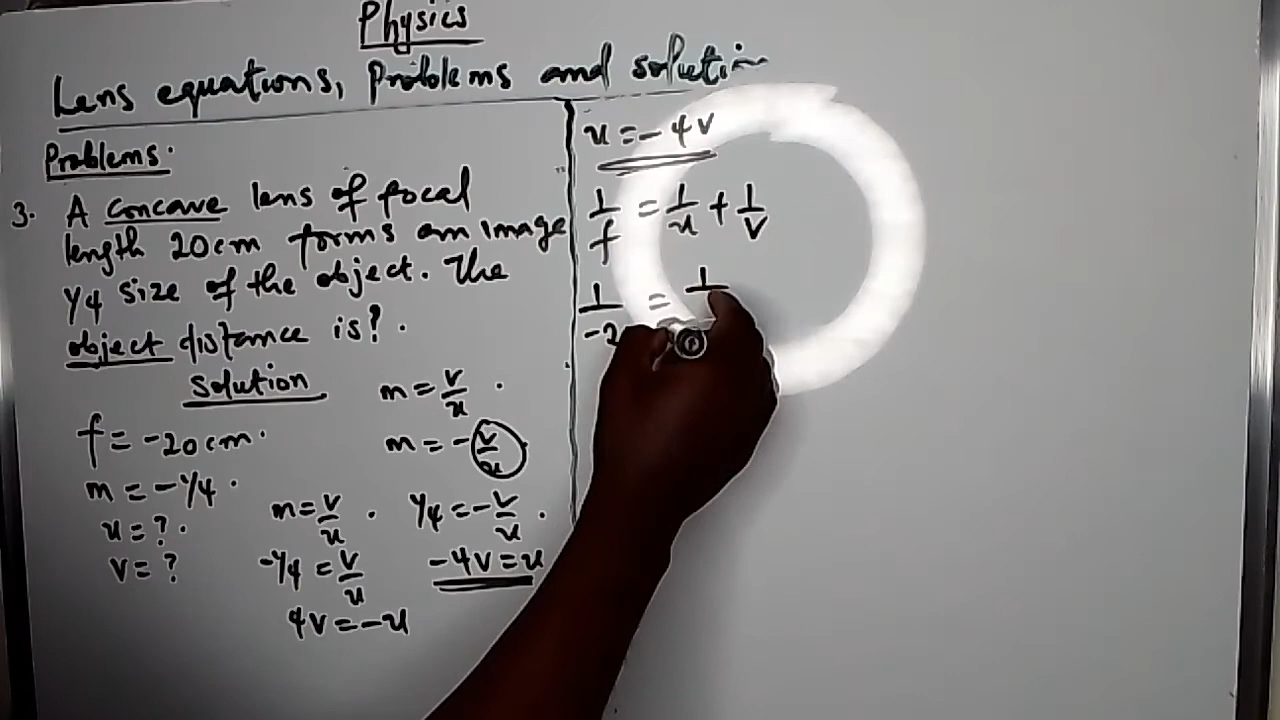 Physics
Lens equations, Problems and solution
Problems.
3. A concave lens of focal
length 20cm forms an image
1/4 size of the object. The
object distance is?.
Solution
f = -20cm.
m = -1/4.
u = ?.
v = ?
m = v/u.
m = -v/u
m = v/u.
-1/4 = v/u
4v = -u
1/4 = -v/u.
-4v = u
u = -4v
1/f = 1/u + 1/v
1/-2 = 1